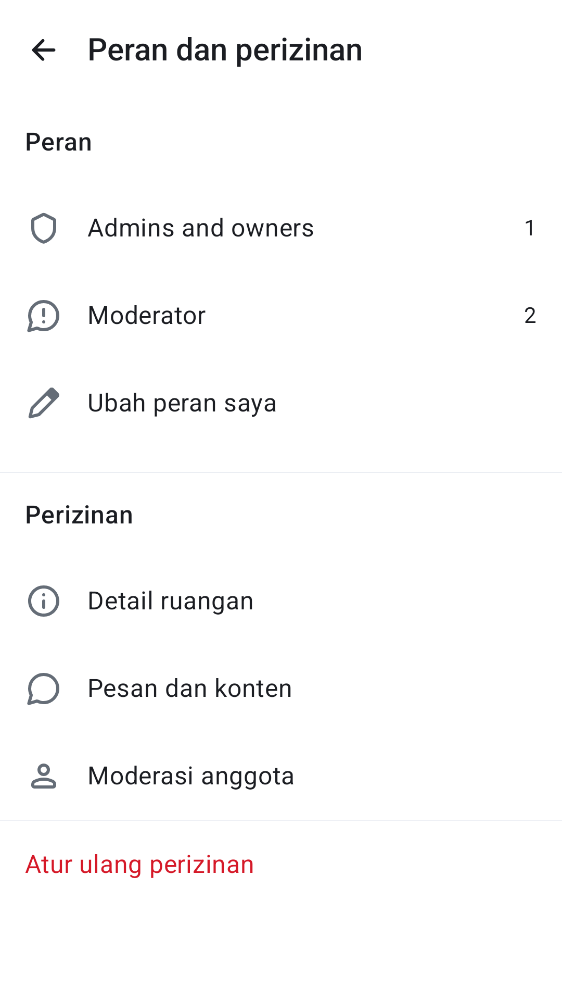 Peran dan perizinan
Peran
Admins and owners 1
Moderator 2
Ubah peran saya
Perizinan
Detail ruangan
Pesan dan konten
Moderasi anggota
Atur ulang perizinan